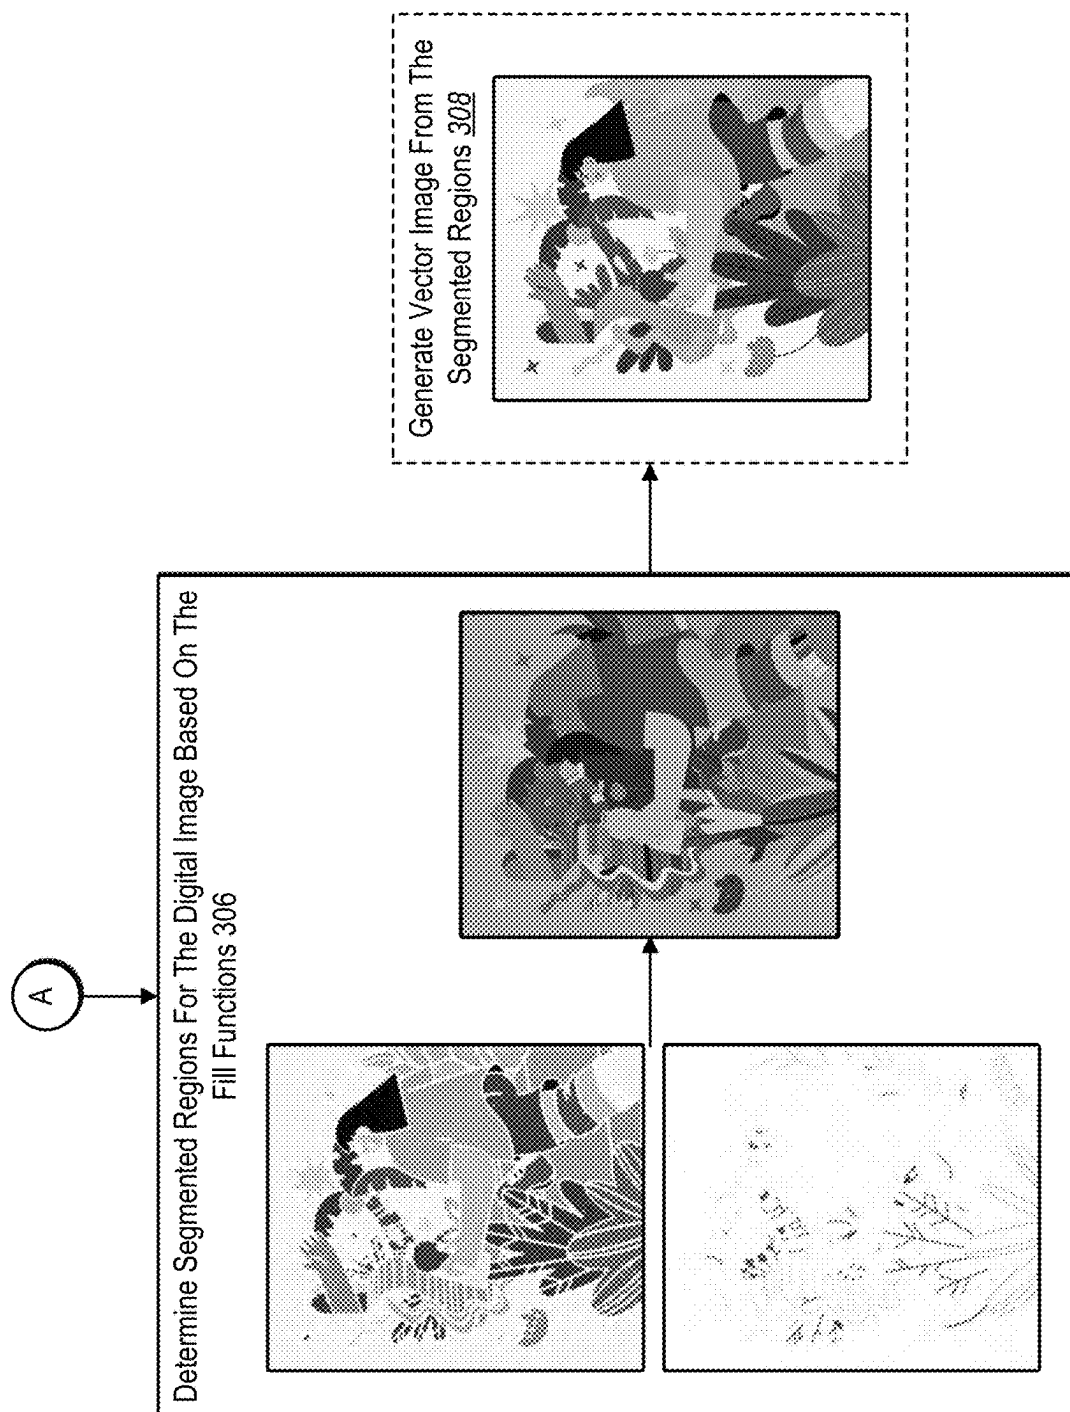 A
Determine Segmented Regions For The Digital Image Based On The
Fill Functions 306
Generate Vector Image From The
Segmented Regions 308